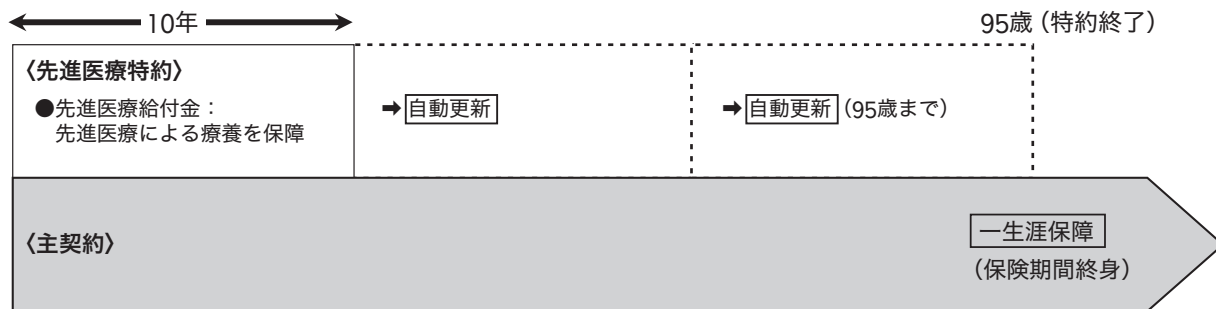 10年
95歳（特約終了）
〈先進医療特約〉
●先進医療給付金：
先進医療による療養を保障
➡自動更新
➡自動更新（95歳まで）
〈主契約〉
一生涯保障
（保険期間終身）